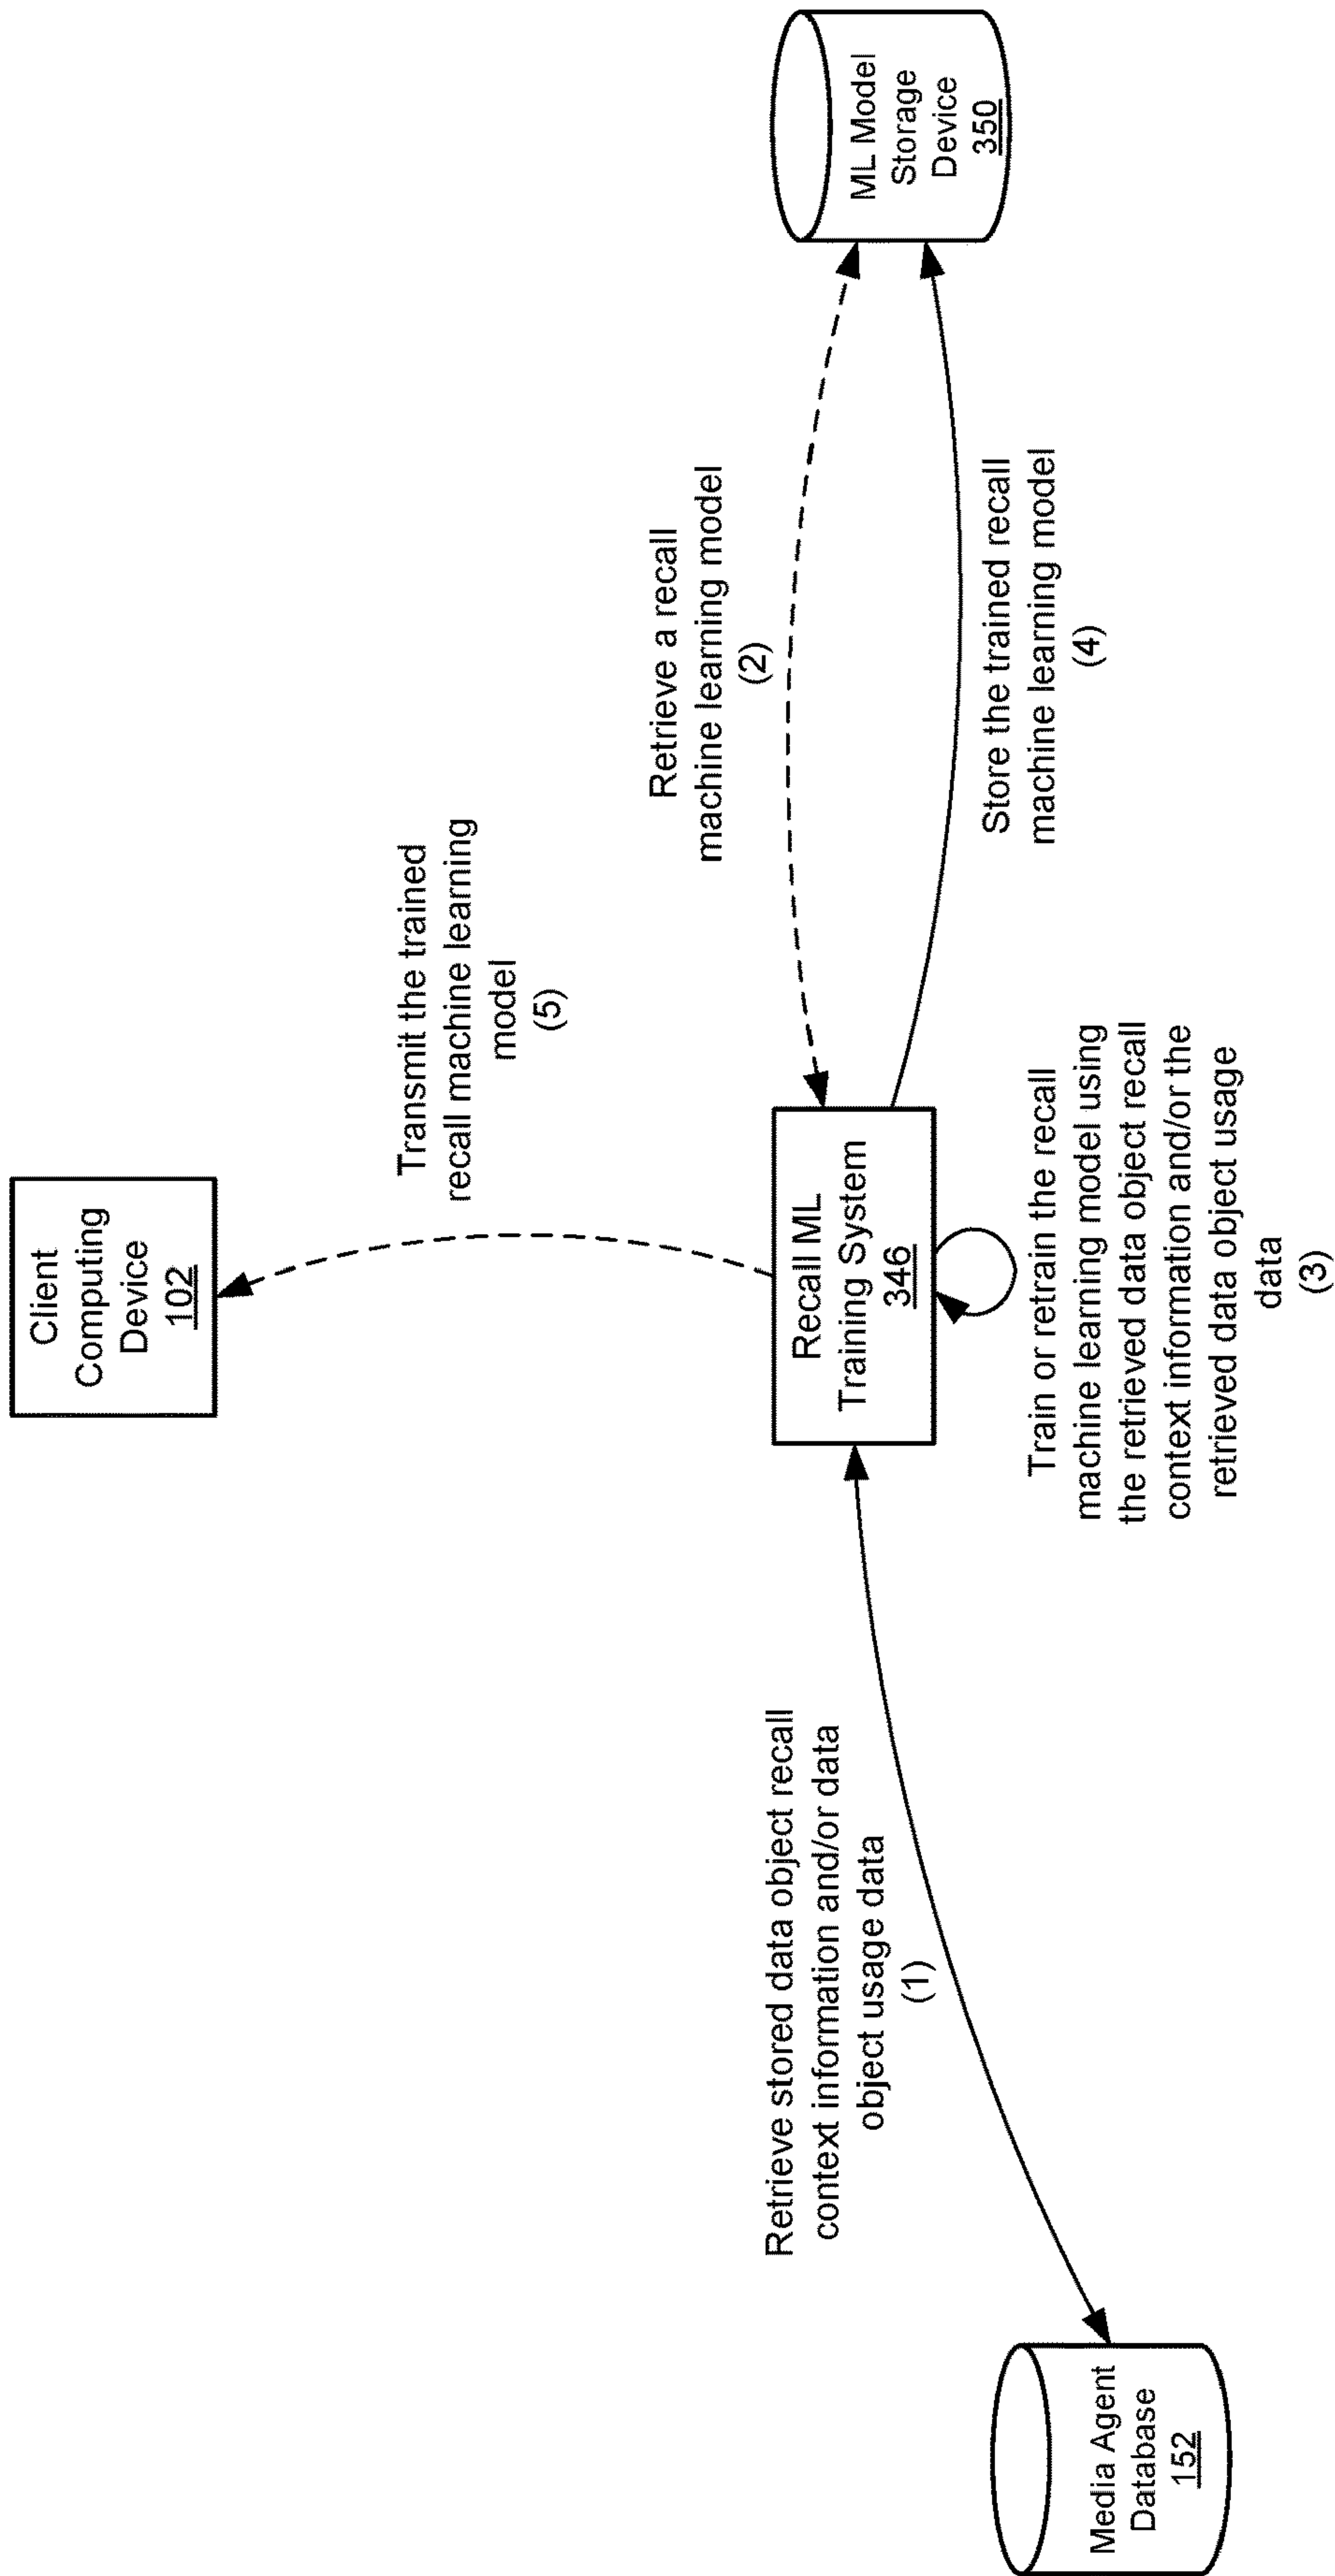 Client
Computing
Device
102
Transmit the trained
recall machine learning
model
(5)
Retrieve a recall
machine learning model
(2)
ML Model
Storage
Device
350
Recall ML
Training System
346
Store the trained recall
machine learning model
(4)
Retrieve stored data object recall
context information and/or data
object usage data
(1)
Train or retrain the recall
machine learning model using
the retrieved data object recall
context information and/or the
retrieved data object usage
data
(3)
Media Agent
Database
152